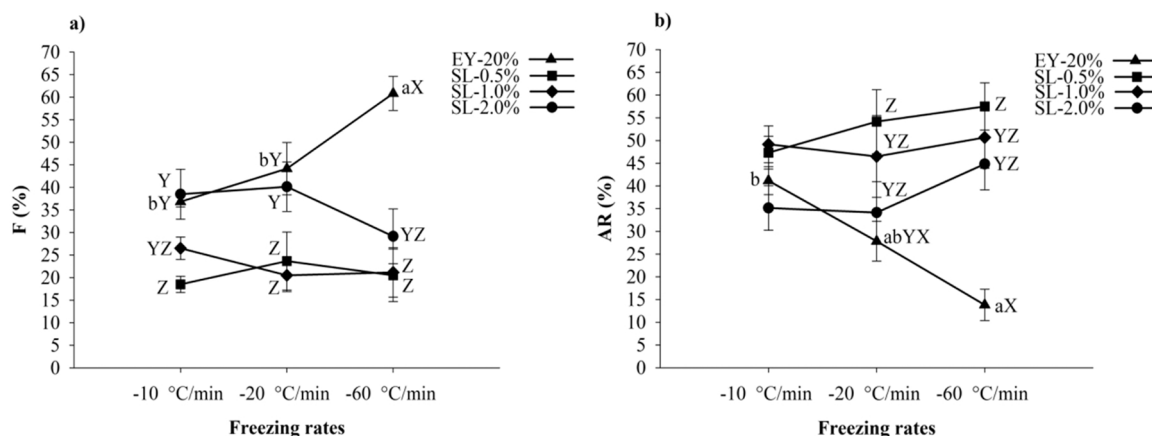 a)
70
65
60
55
50
45
40
35
30
25
20
15
10
5
0
F (%)
EY-20%
SL-0.5%
SL-1.0%
SL-2.0%
aX
bY
Y
Y
bY
YZ
YZ
Z
Z
Z
Z
Z
-10 °C/min -20 °C/min -60 °C/min
Freezing rates
b)
70
65
60
55
50
45
40
35
30
25
20
15
10
5
0
AR (%)
EY-20%
SL-0.5%
SL-1.0%
SL-2.0%
Z
Z
YZ
YZ
YZ
YZ
b
abYX
aX
-10 °C/min -20 °C/min -60 °C/min
Freezing rates